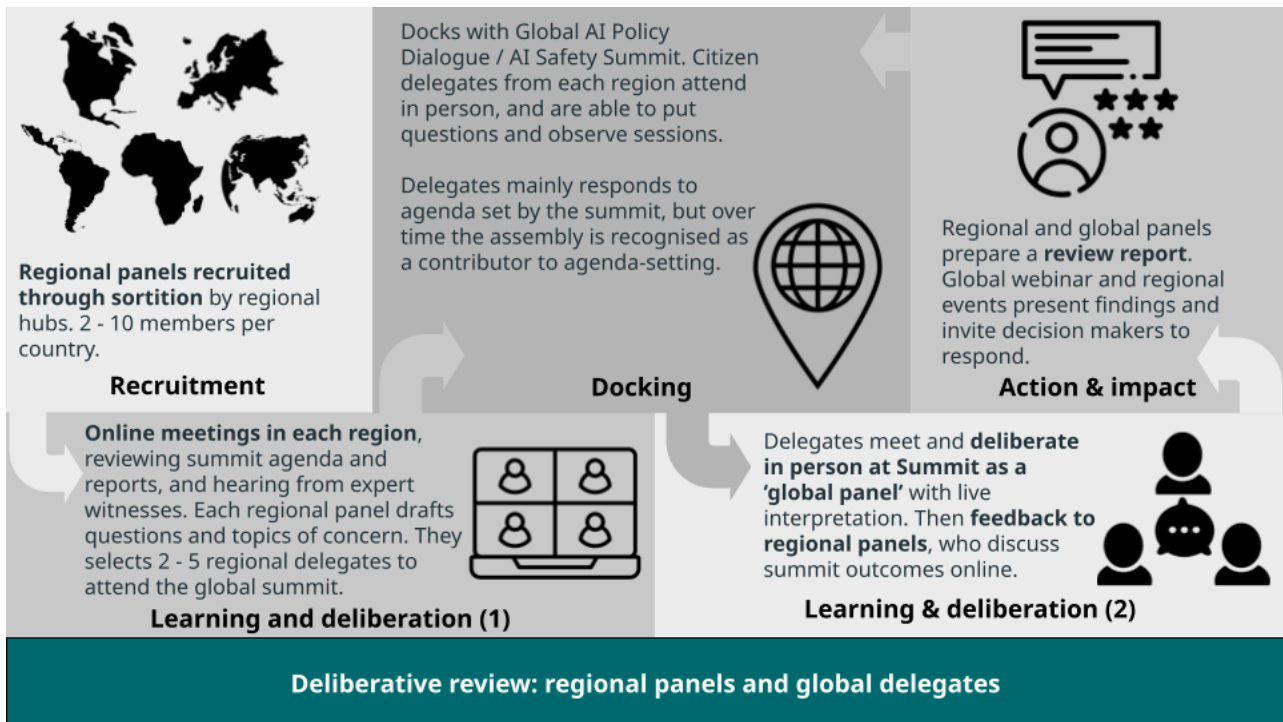 Regional panels recruited
through sortition by regional
hubs. 2 - 10 members per
country.
Recruitment
Online meetings in each region,
reviewing summit agenda and
reports, and hearing from expert
witnesses. Each regional panel drafts
questions and topics of concern. They
selects 2 - 5 regional delegates to
attend the global summit.
Learning and deliberation (1)
Docks with Global AI Policy
Dialogue / AI Safety Summit. Citizen
delegates from each region attend
in person, and are able to put
questions and observe sessions.
Delegates mainly responds to
agenda set by the summit, but over
time the assembly is recognised as
a contributor to agenda-setting.
Docking
Delegates meet and deliberate
in person at Summit as a
‘global panel’ with live
interpretation. Then feedback to
regional panels, who discuss
summit outcomes online.
Learning & deliberation (2)
Regional and global panels
prepare a review report.
Global webinar and regional
events present findings and
invite decision makers to
respond.
Action & impact
Deliberative review: regional panels and global delegates